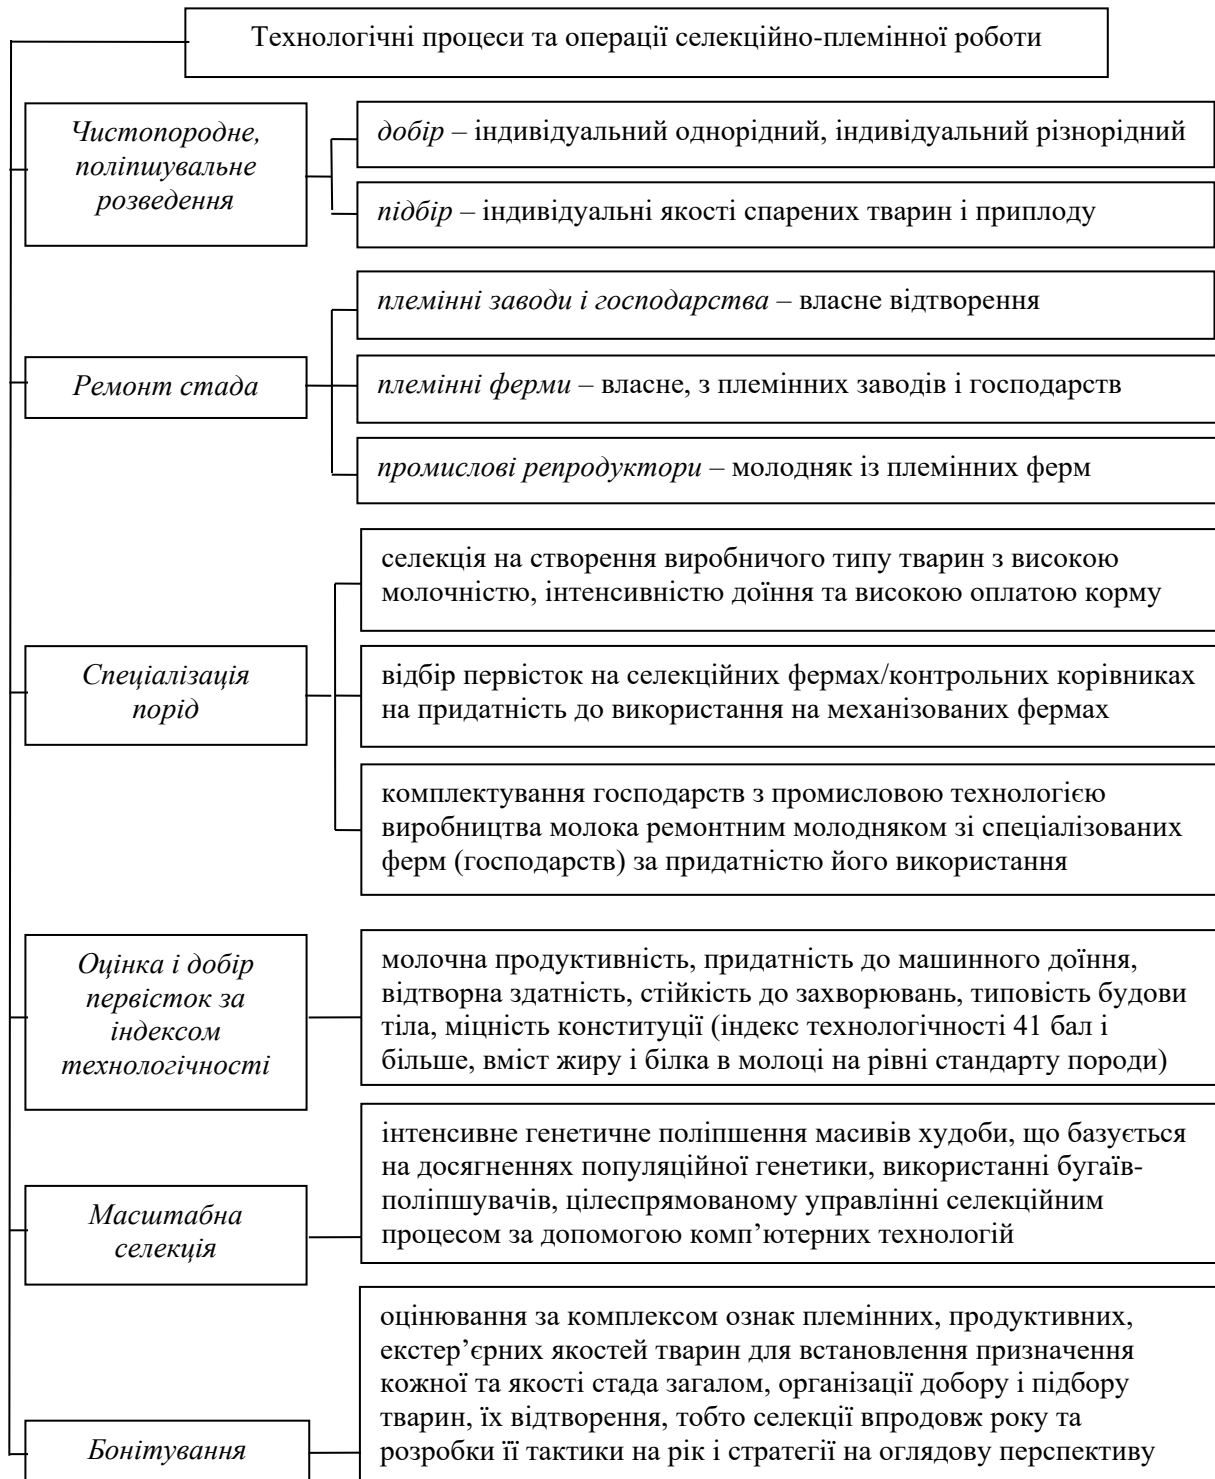 Технологічні процеси та операції селекційно-племінної роботи
Чистопородне,
поліпшувальне
розведення
добір – індивідуальний однорідний, індивідуальний різнорідний
підбір – індивідуальні якості спарених тварин і приплоду
Ремонт стада
племінні заводи і господарства – власне відтворення
племінні ферми – власне, з племінних заводів і господарств
промислові репродуктори – молодняк із племінних ферм
Спеціалізація
порід
селекція на створення виробничого типу тварин з високою
молочністю, інтенсивністю доїння та високою оплатою корму
відбір первісток на селекційних фермах/контрольних корівниках
на придатність до використання на механізованих фермах
комплектування господарств з промисловою технологією
виробництва молока ремонтним молодняком зі спеціалізованих
ферм (господарств) за придатністю його використання
Оцінка і добір
первісток за
індексом
технологічності
молочна продуктивність, придатність до машинного доїння,
відтворна здатність, стійкість до захворювань, типовість будови
тіла, міцність конституції (індекс технологічності 41 бал і
більше, вміст жиру і білка в молоці на рівні стандарту породи)
Масштабна
селекція
інтенсивне генетичне поліпшення масивів худоби, що базується
на досягненнях популяційної генетики, використанні бугаїв-
поліпшувачів, цілеспрямованому управлінні селекційним
процесом за допомогою комп’ютерних технологій
Бонітування
оцінювання за комплексом ознак племінних, продуктивних,
екстер’єрних якостей тварин для встановлення призначення
кожної та якості стада загалом, організації добору і підбору
тварин, їх відтворення, тобто селекції впродовж року та
розробки її тактики на рік і стратегії на оглядову перспективу